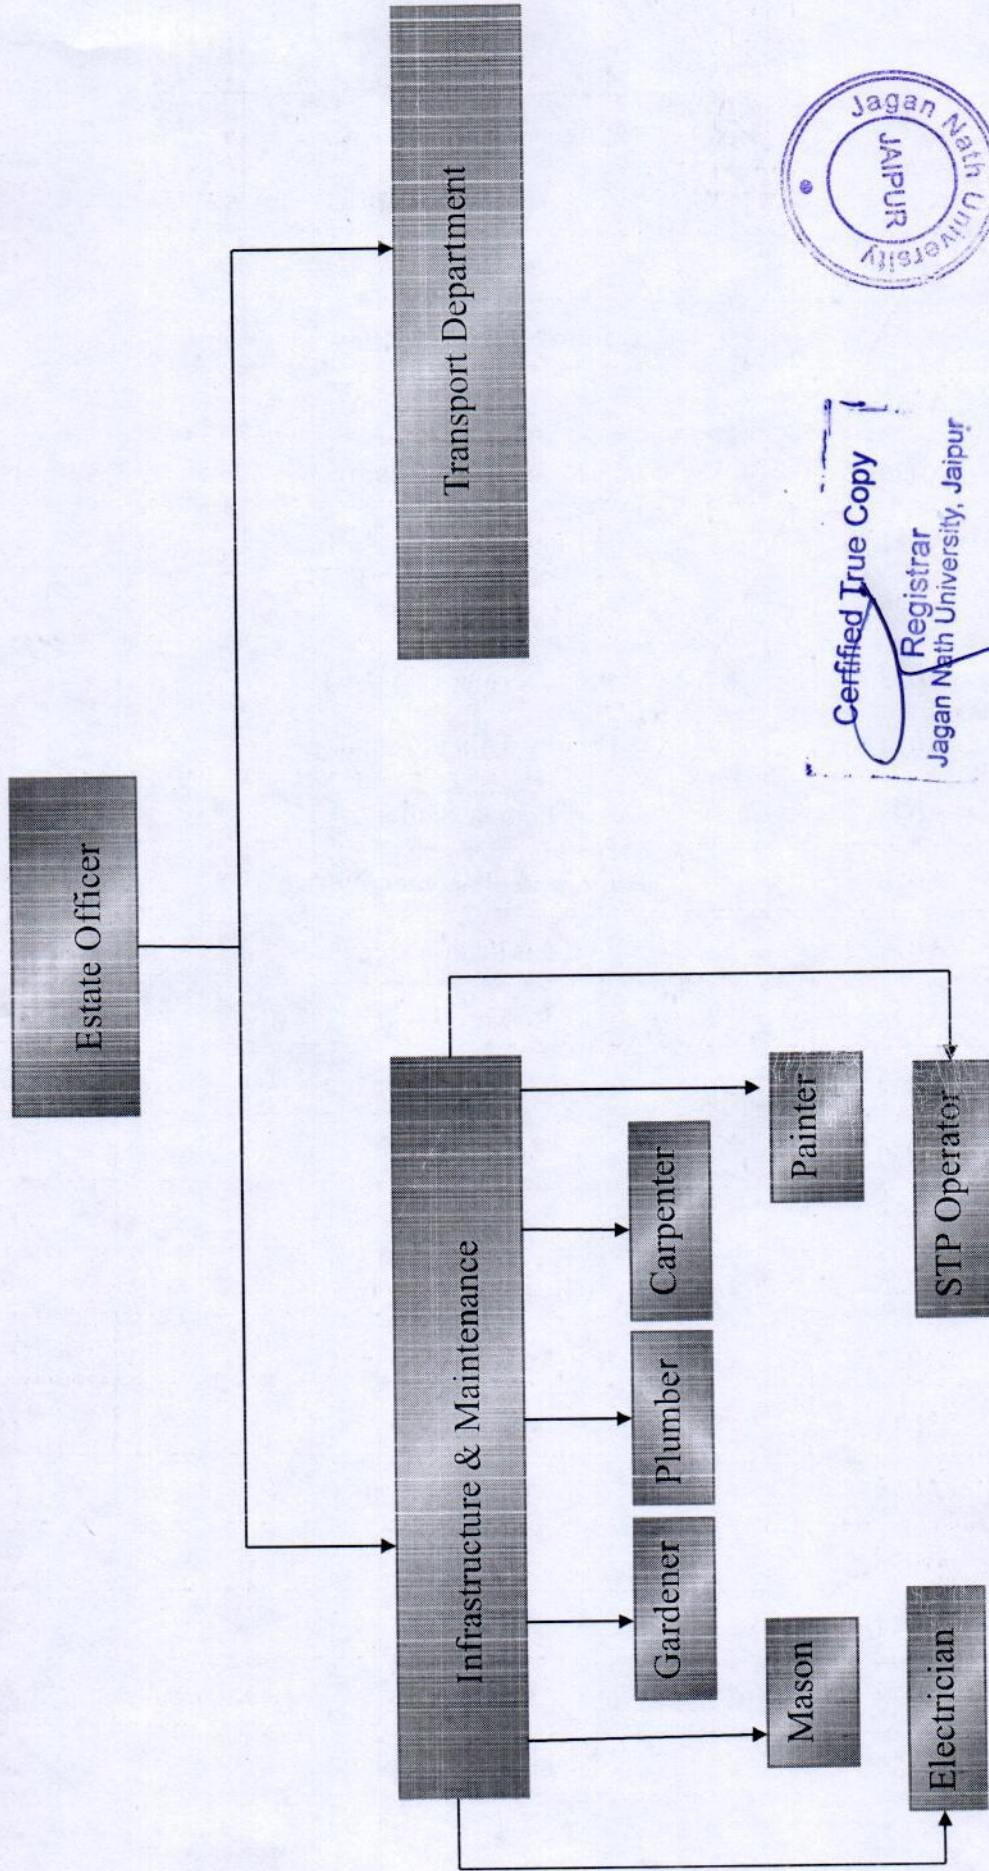 Estate Officer
Infrastructure & Maintenance
Transport Department
Gardener
Plumber
Carpenter
Mason
Painter
Electrician
STP Operator
Certified True Copy
Registrar
Jagan Nath University, Jaipur
Jagan Nath University
JAIPUR